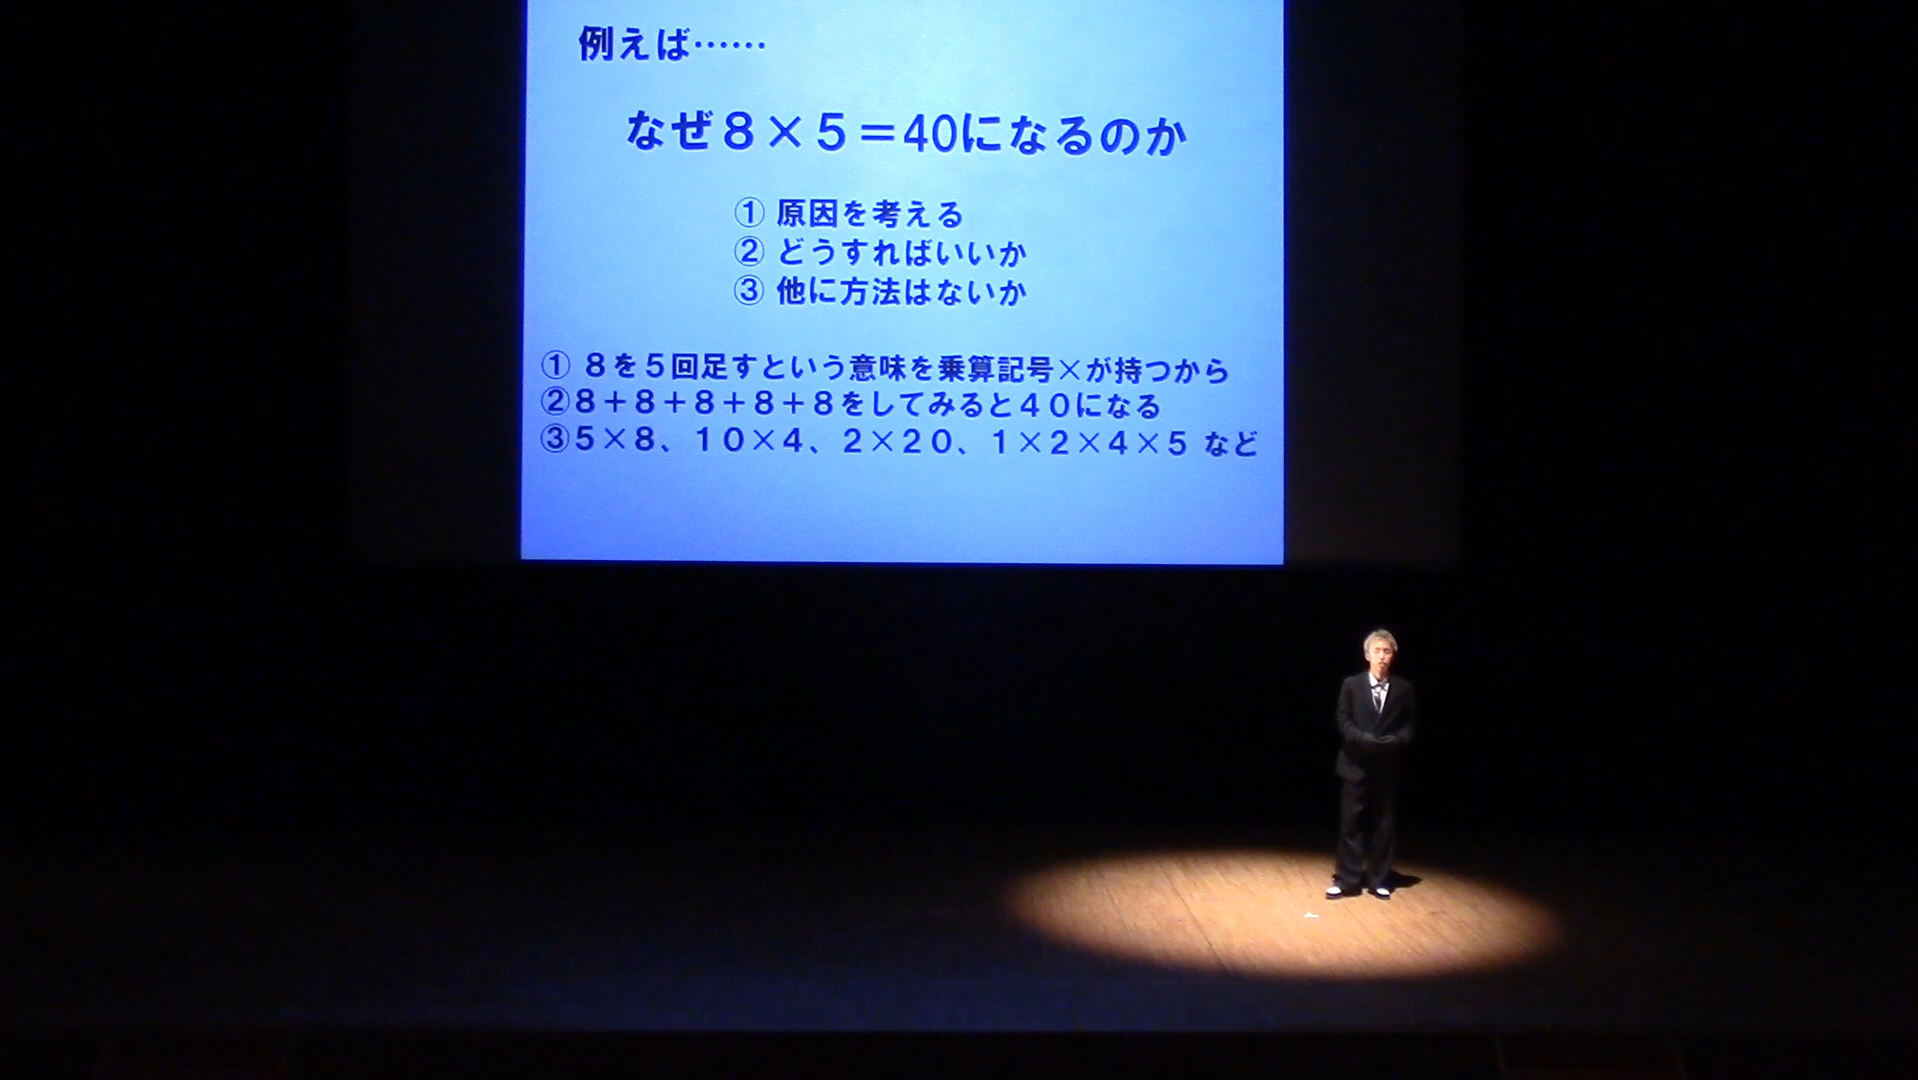 例えば……
なぜ８×５＝40になるのか
① 原因を考える
② どうすればいいか
③ 他に方法はないか
① ８を５回足すという意味を乗算記号×が持つから
②８＋８＋８＋８＋８をしてみると４０になる
③５×８、１０×４、２×２０、１×２×４×５ など